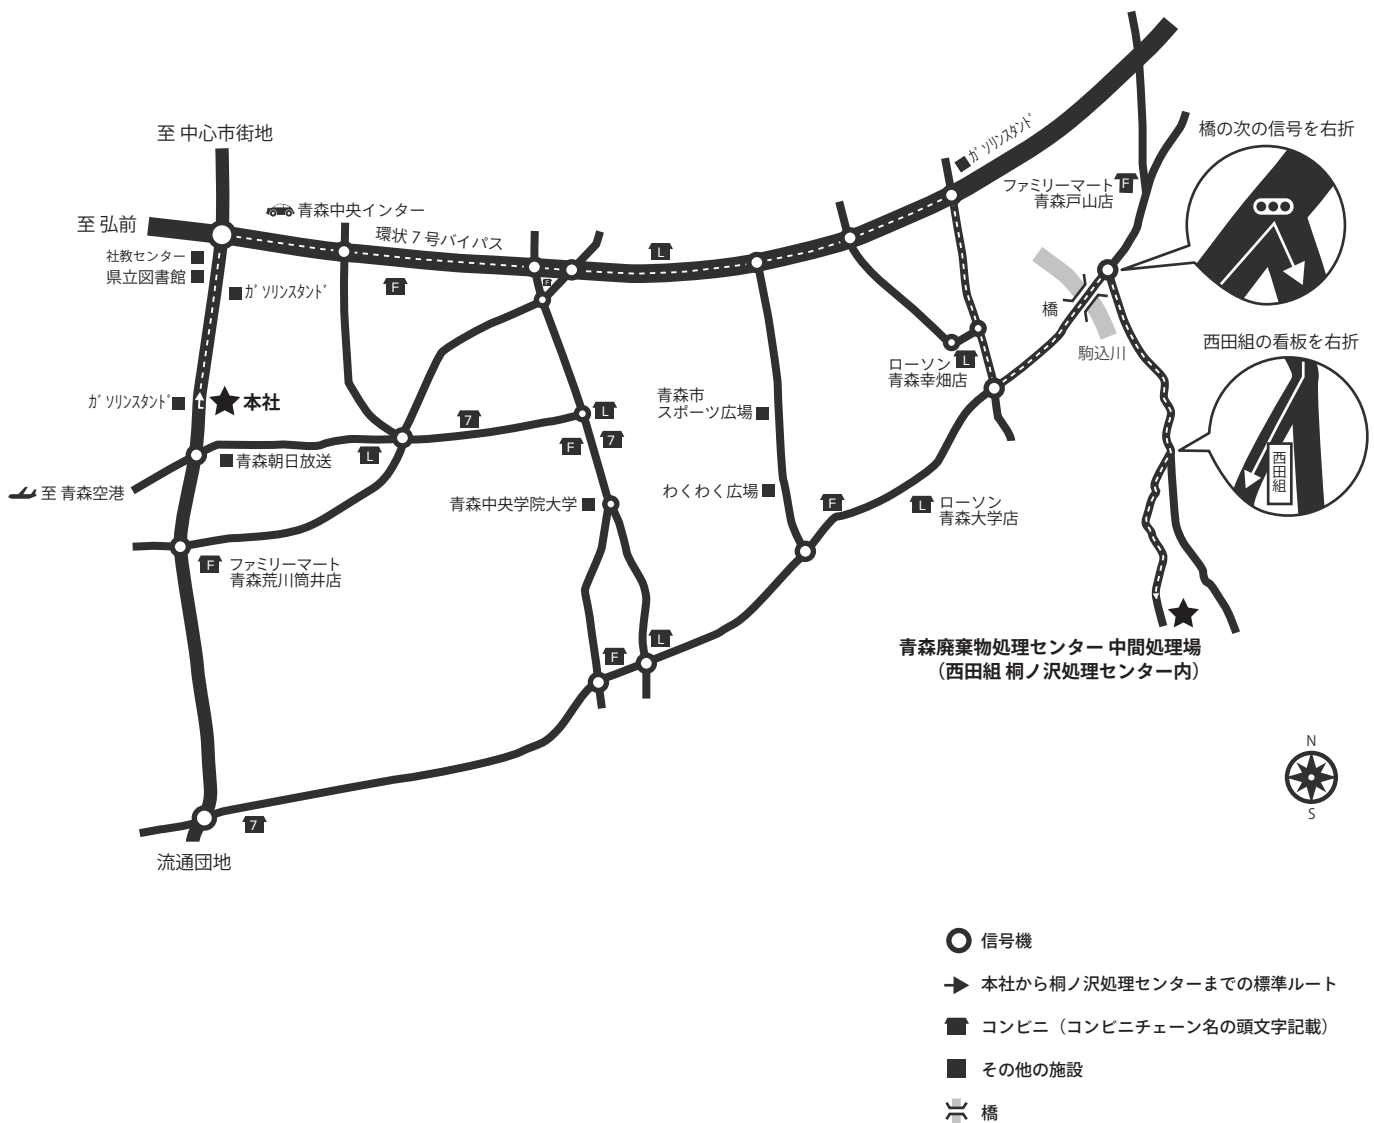 至 中心市街地
至 弘前
青森中央インター
環状７号バイパス
社教センター
県立図書館
ガソリンスタンド
F
F
L
ガソリンスタンド
ファミリーマート
青森戸山店
F
橋の次の信号を右折
橋
駒込川
西田組の看板を右折
西田組
ガソリンスタンド
本社
青森朝日放送
至 青森空港
L
7
L
F
7
青森市
スポーツ広場
わくわく広場
ローソン
青森幸畑店
L
青森中央学院大学
F
L
ローソン
青森大学店
F
ファミリーマート
青森荒川筒井店
F
L
青森廃棄物処理センター 中間処理場
（西田組 桐ノ沢処理センター内）
7
流通団地
N
S
信号機
本社から桐ノ沢処理センターまでの標準ルート
コンビニ（コンビニチェーン名の頭文字記載）
その他の施設
橋